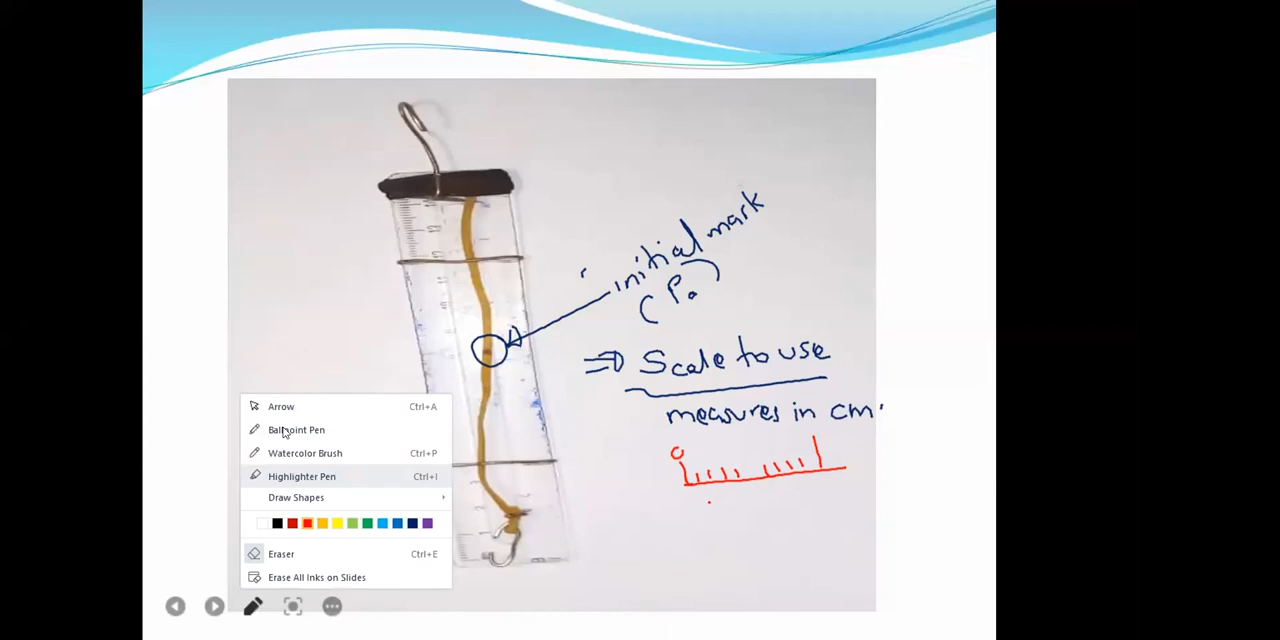 initial mark
(P₀)
⇒ Scale to use
measures in cm.
0
Arrow Ctrl+A
Ballpoint Pen
Watercolor Brush Ctrl+P
Highlighter Pen Ctrl+I
Draw Shapes
Eraser Ctrl+E
Erase All Inks on Slides